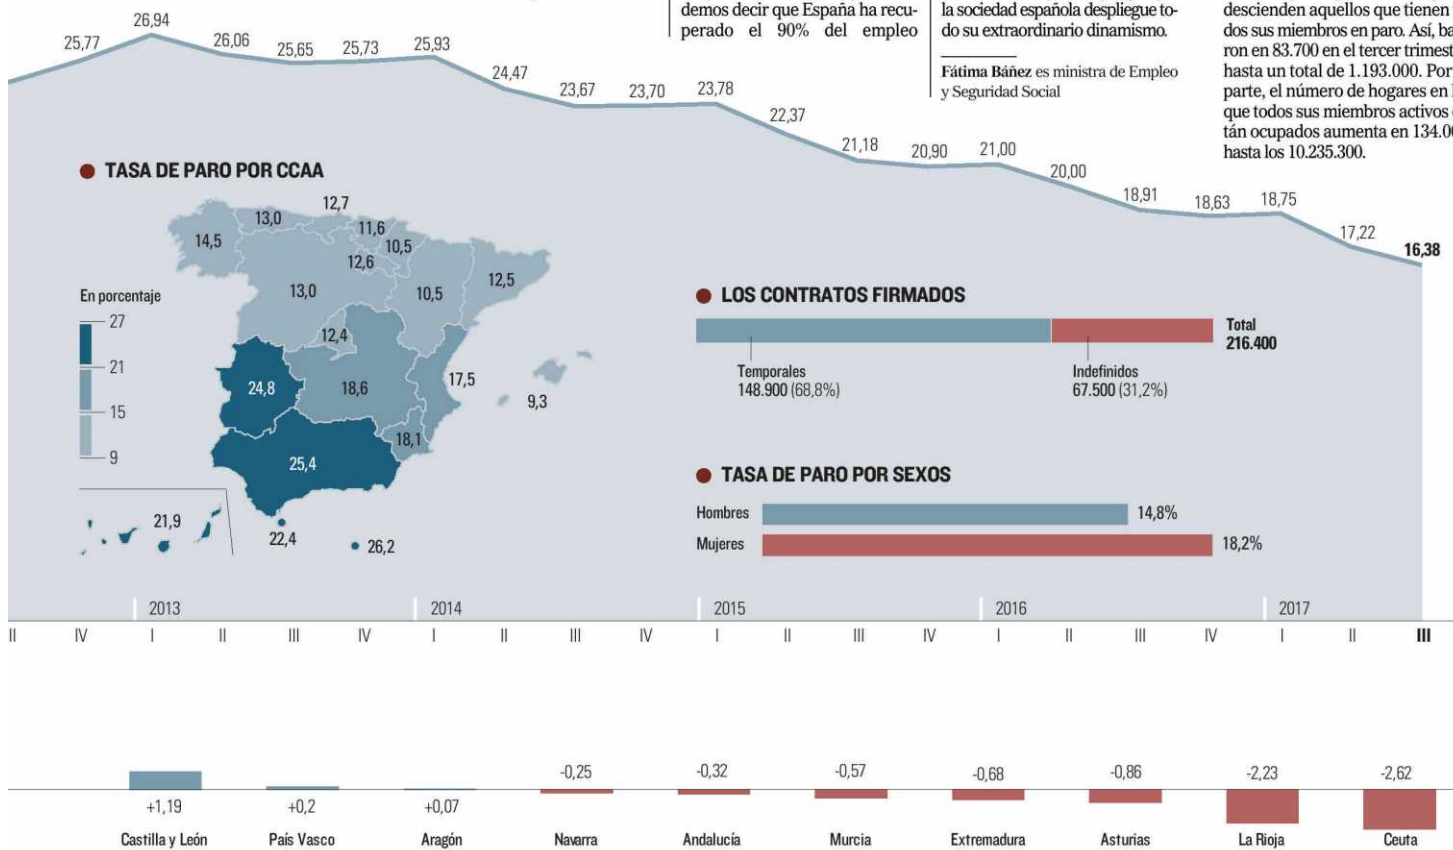 demos decir que España ha recu-
perado el 90% del empleo
la sociedad española despliegue to-
do su extraordinario dinamismo.
Fátima Báñez es ministra de Empleo
y Seguridad Social
descienden aquellos que tienen
dos sus miembros en paro. Así, ba
ron en 83.700 en el tercer trimest
hasta un total de 1.193.000. Por
parte, el número de hogares en
que todos sus miembros activos
tán ocupados aumenta en 134.0
hasta los 10.235.300.
25,77
26,94
26,06
25,65
25,73
25,93
24,47
23,67
23,70
23,78
22,37
21,18
20,90
21,00
20,00
18,91
18,63
18,75
17,22
16,38
TASA DE PARO POR CCAA
En porcentaje
27
21
15
9
14,5
13,0
12,7
11,6
10,5
12,6
13,0
10,5
12,5
12,4
24,8
18,6
17,5
9,3
18,1
25,4
21,9
22,4
26,2
LOS CONTRATOS FIRMADOS
Total
216.400
Temporales
148.900 (68,8%)
Indefinidos
67.500 (31,2%)
TASA DE PARO POR SEXOS
Hombres
14,8%
Mujeres
18,2%
2013
2014
2015
2016
2017
II IV I II III IV I II III IV I II III IV I II III IV I II III
+1,19
+0,2
+0,07
-0,25
-0,32
-0,57
-0,68
-0,86
-2,23
-2,62
Castilla y León
País Vasco
Aragón
Navarra
Andalucía
Murcia
Extremadura
Asturias
La Rioja
Ceuta